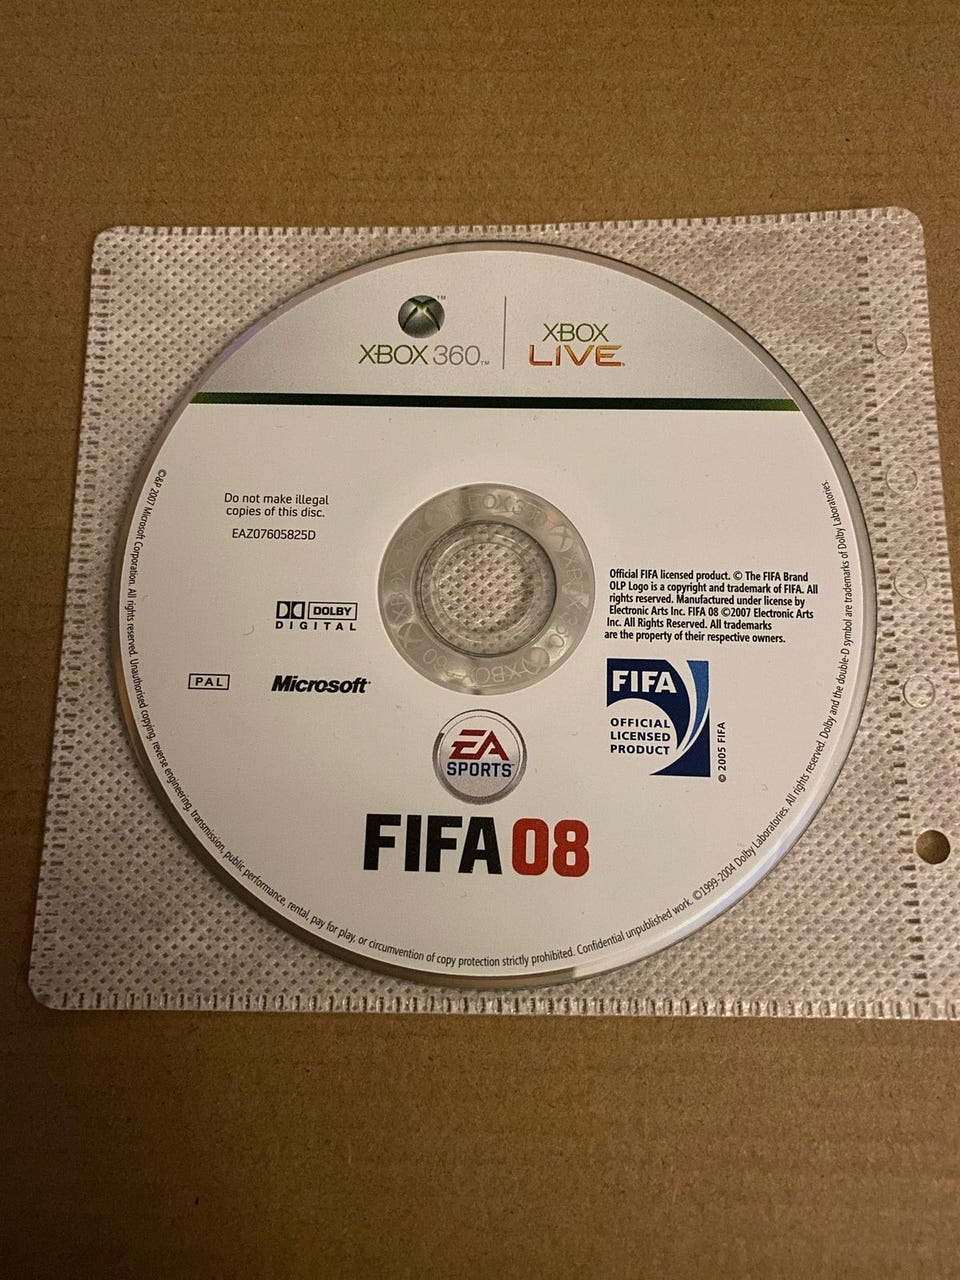 XBOX 360™
XBOX
LIVE
Do not make illegal
copies of this disc.
EAZ07605825D
DOLBY
DIGITAL
PAL
Microsoft®
Official FIFA licensed product. © The FIFA Brand
OLP Logo is a copyright and trademark of FIFA. All
rights reserved. Manufactured under license by
Electronic Arts Inc. FIFA 08 ©2007 Electronic Arts
Inc. All Rights Reserved. All trademarks
are the property of their respective owners.
FIFA
OFFICIAL
LICENSED
PRODUCT
© 2005 FIFA
EA
SPORTS™
FIFA 08
©&℗ 2007 Microsoft Corporation. All rights reserved. Unauthorised copying, reverse engineering, transmission, public performance, rental, pay for play, or circumvention of copy protection strictly prohibited. Confidential unpublished work. ©1999-2004 Dolby Laboratories. All rights reserved. Dolby and the double-D symbol are trademarks of Dolby Laboratories.